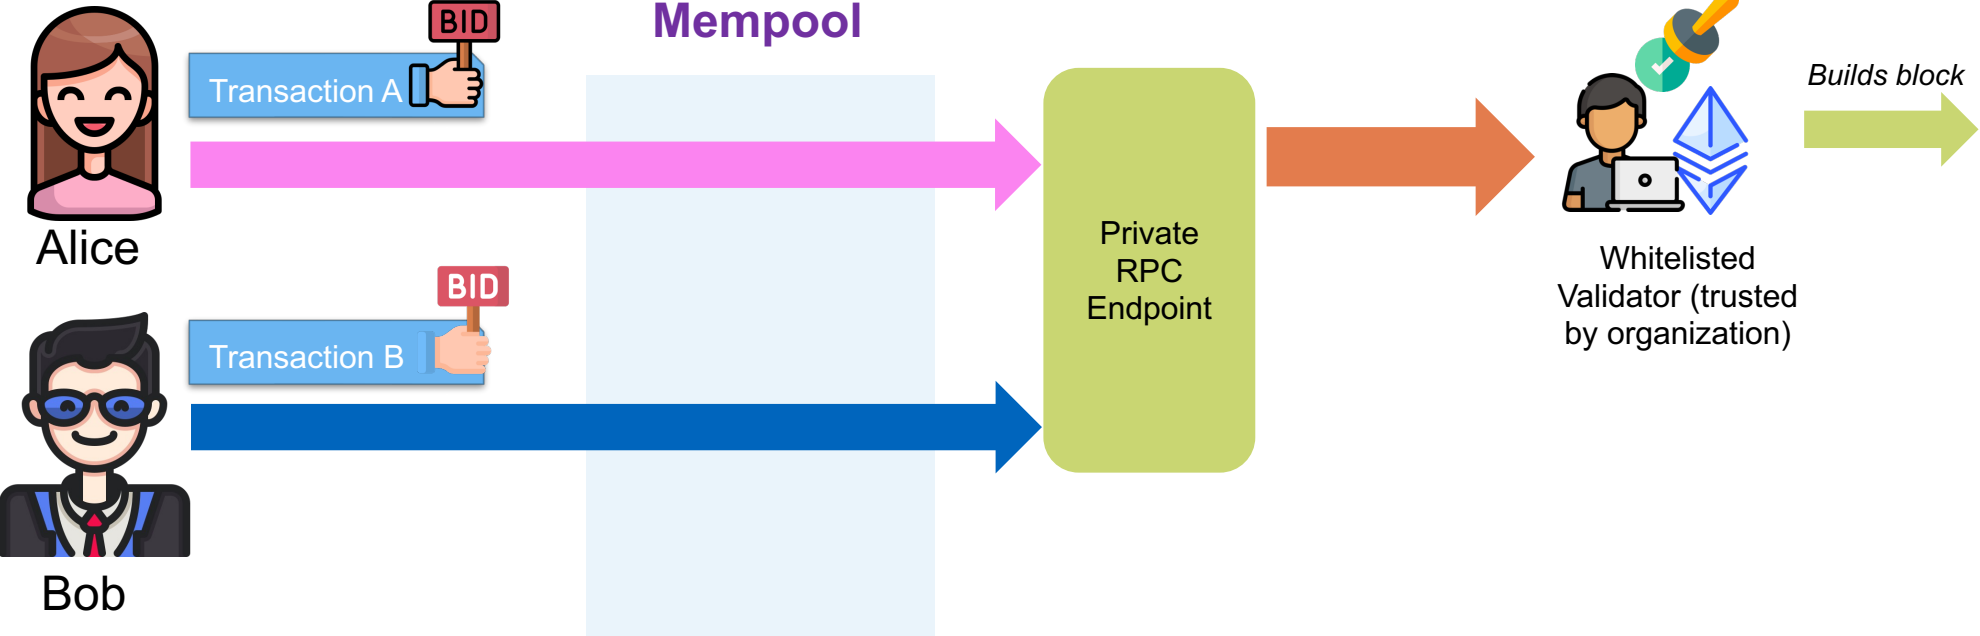 Mempool
BID
Transaction A
Alice
BID
Transaction B
Bob
Private
RPC
Endpoint
Whitelisted
Validator (trusted
by organization)
Builds block